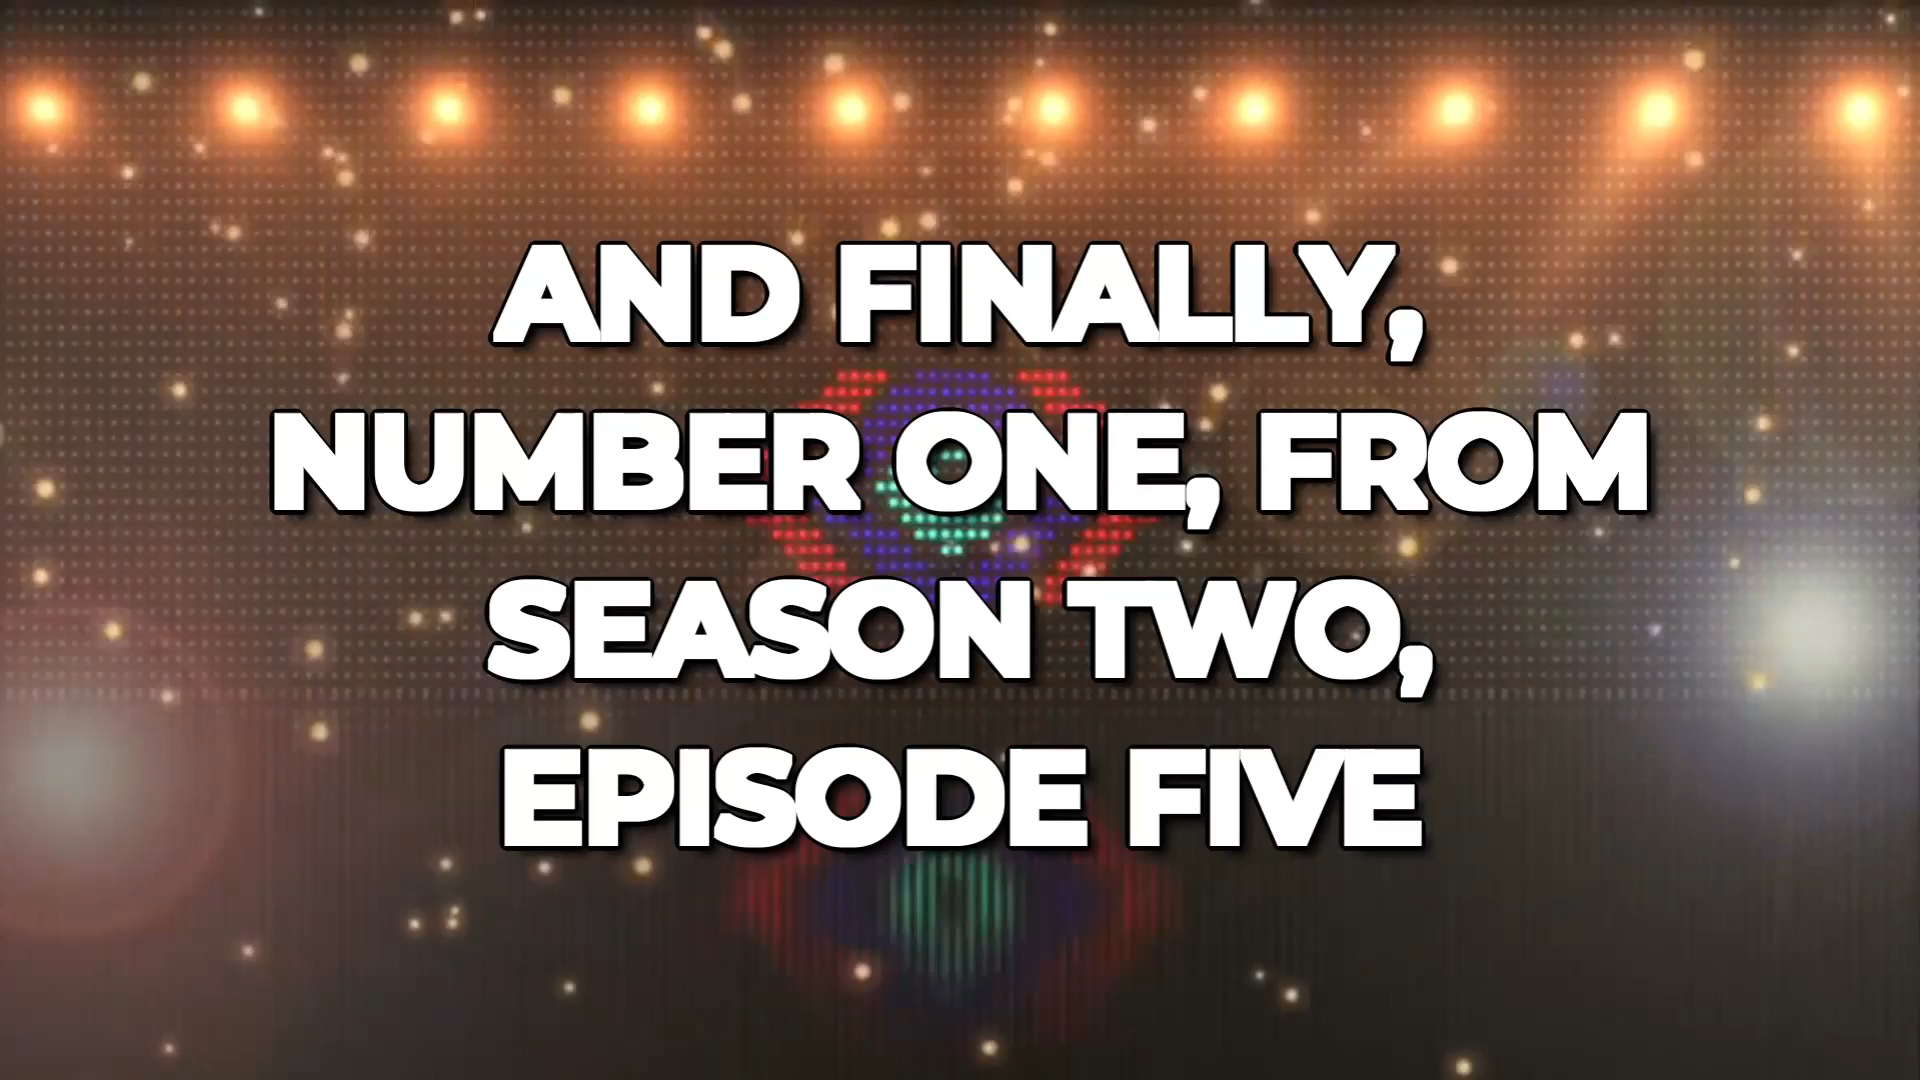 AND FINALLY,
NUMBER ONE, FROM
SEASON TWO,
EPISODE FIVE